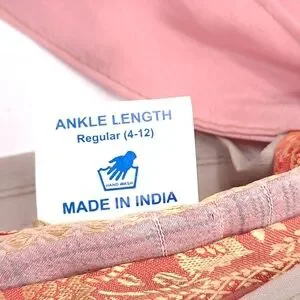 ANKLE LENGTH
Regular (4-12)
HAND WASH
MADE IN INDIA